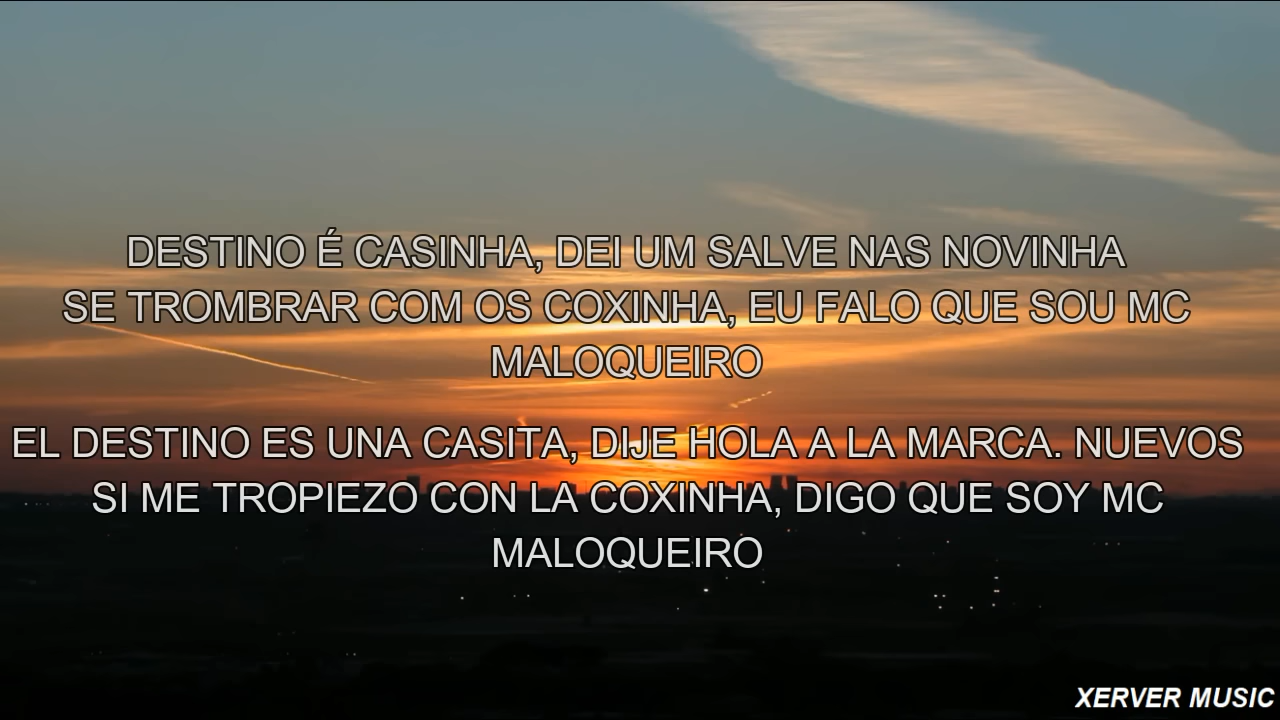 DESTINO É CASINHA, DEI UM SALVE NAS NOVINHA
SE TROMBRAR COM OS COXINHA, EU FALO QUE SOU MC
MALOQUEIRO
EL DESTINO ES UNA CASITA, DIJE HOLA A LA MARCA. NUEVOS
SI ME TROPIEZO CON LA COXINHA, DIGO QUE SOY MC
MALOQUEIRO
XERVER MUSIC